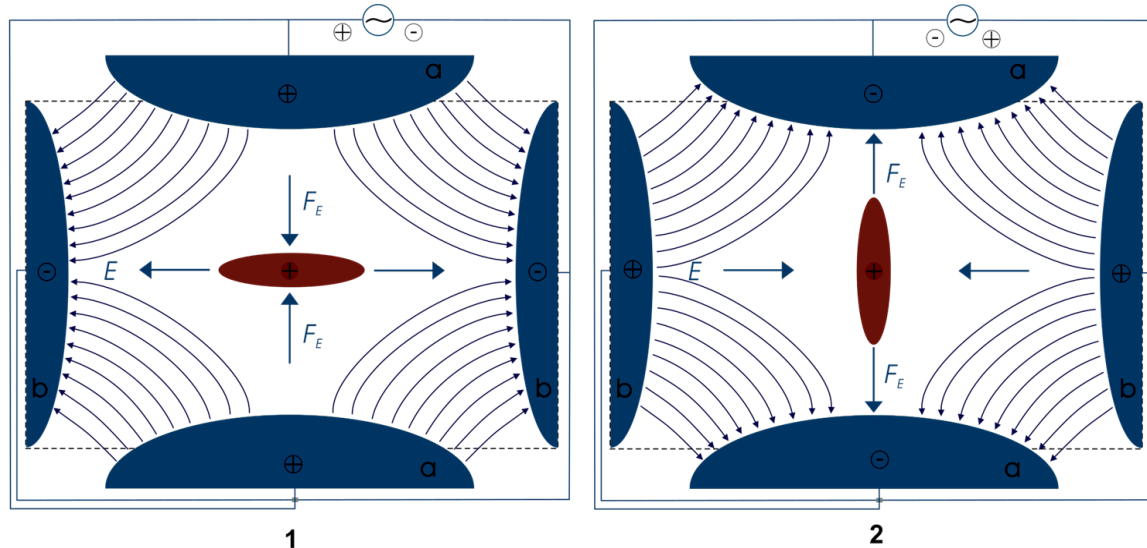 ⊕ ~ ⊖
a
⊕
F_E
⊖ E ⊕ ⊖
F_E
b b
⊕ a
1
⊖ ~ ⊕
a
⊖
F_E
⊕ E ⊕ ⊕
F_E
b b
⊖ a
2